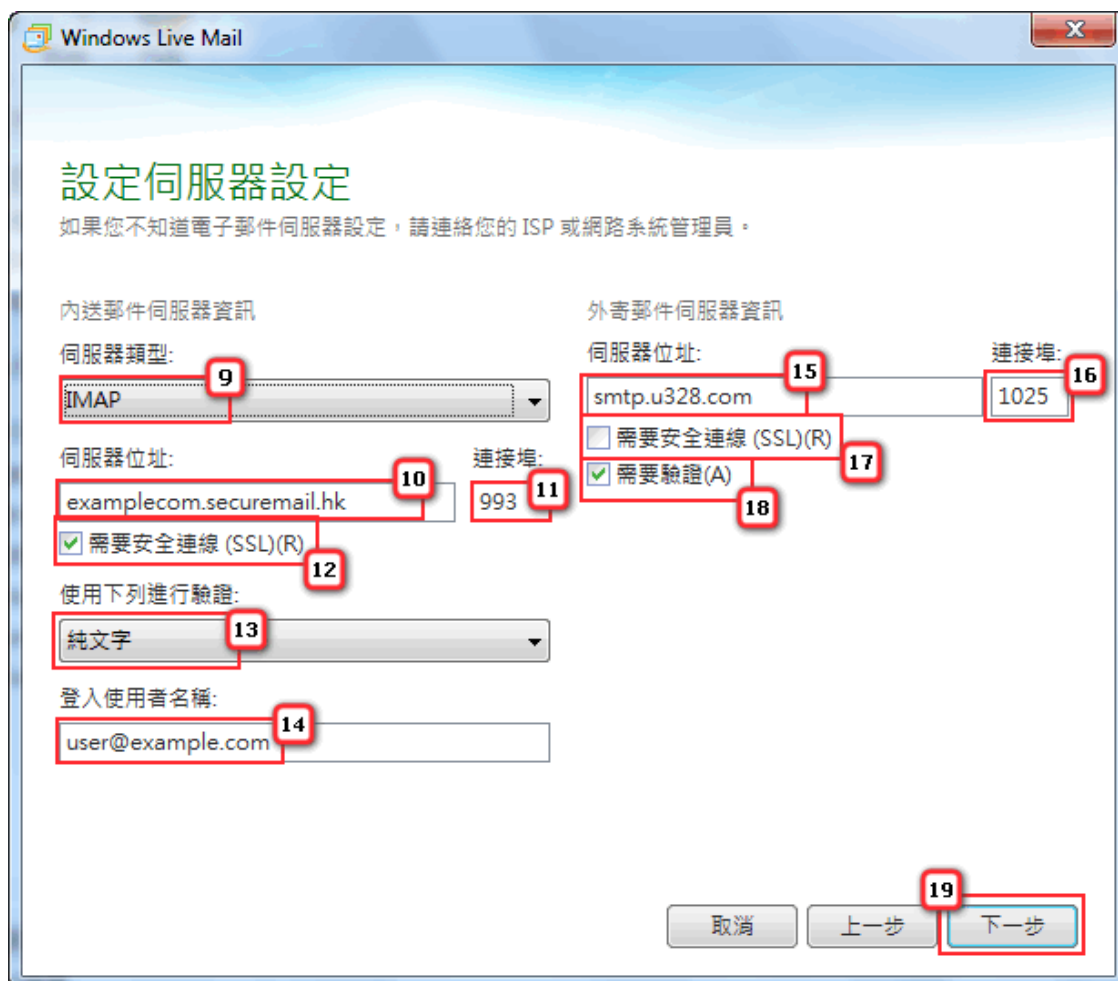 Windows Live Mail
設定伺服器設定
如果您不知道電子郵件伺服器設定，請連絡您的 ISP 或網路系統管理員。
內送郵件伺服器資訊
伺服器類型:
9
IMAP
伺服器位址:
連接埠:
10
11
examplecom.securemail.hk
993
需要安全連線 (SSL)(R)
12
使用下列進行驗證:
13
純文字
登入使用者名稱:
14
user@example.com
外寄郵件伺服器資訊
伺服器位址:
連接埠:
15
16
smtp.u328.com
1025
需要安全連線 (SSL)(R)
17
需要驗證(A)
18
19
取消
上一步
下一步